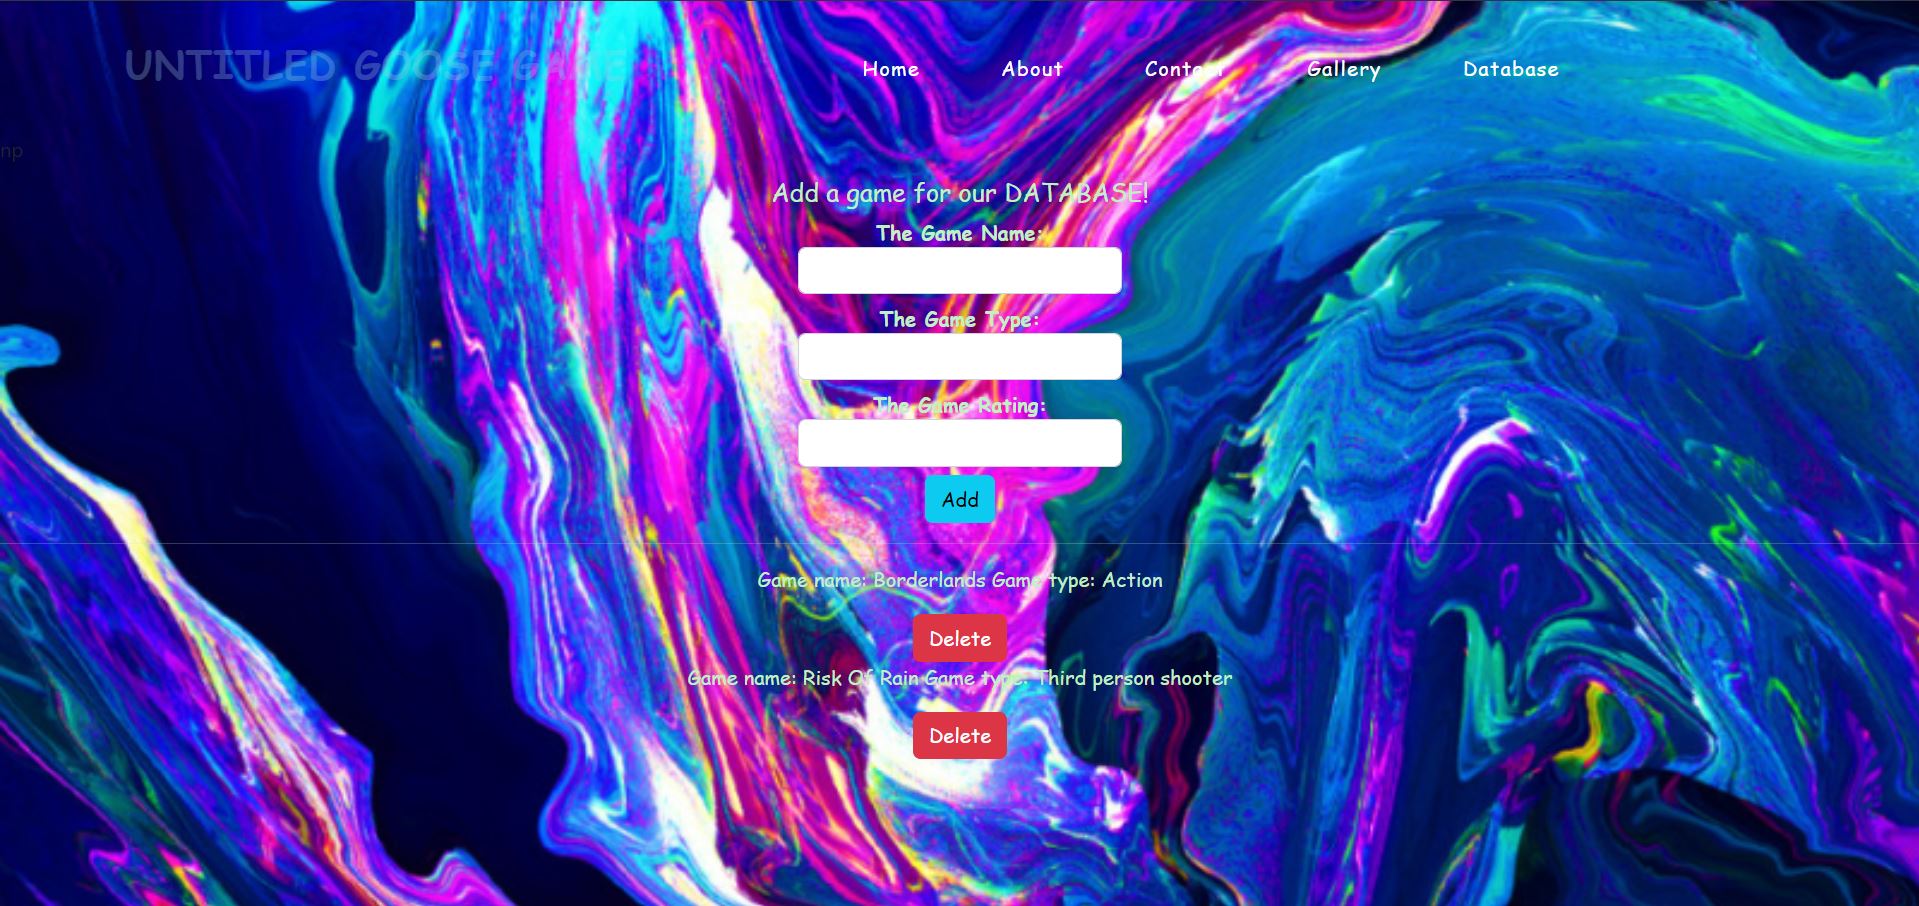 UNTITLED GOOSE GAME
Home About Contact Gallery Database
np
Add a game for our DATABASE!
The Game Name:
The Game Type:
The Game Rating:
Add
Game name: Borderlands Game type: Action
Delete
Game name: Risk Of Rain Game type: Third person shooter
Delete